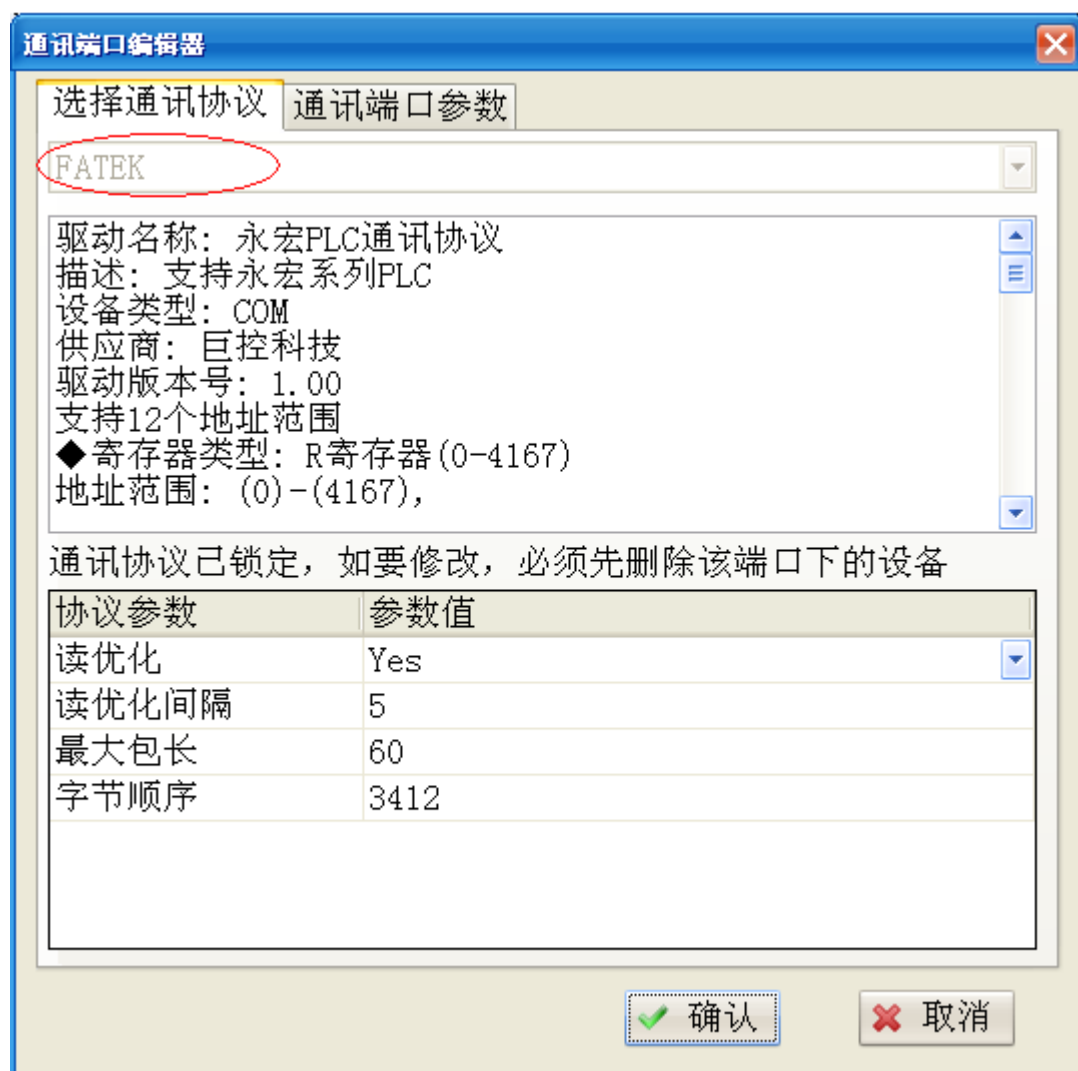 通讯端口编辑器
选择通讯协议 通讯端口参数
FATEK
驱动名称: 永宏PLC通讯协议
描述: 支持永宏系列PLC
设备类型: COM
供应商: 巨控科技
驱动版本号: 1.00
支持12个地址范围
◆寄存器类型: R寄存器(0-4167)
地址范围: (0)-(4167),
通讯协议已锁定，如要修改，必须先删除该端口下的设备
协议参数 参数值
读优化 Yes
读优化间隔 5
最大包长 60
字节顺序 3412
确认 取消